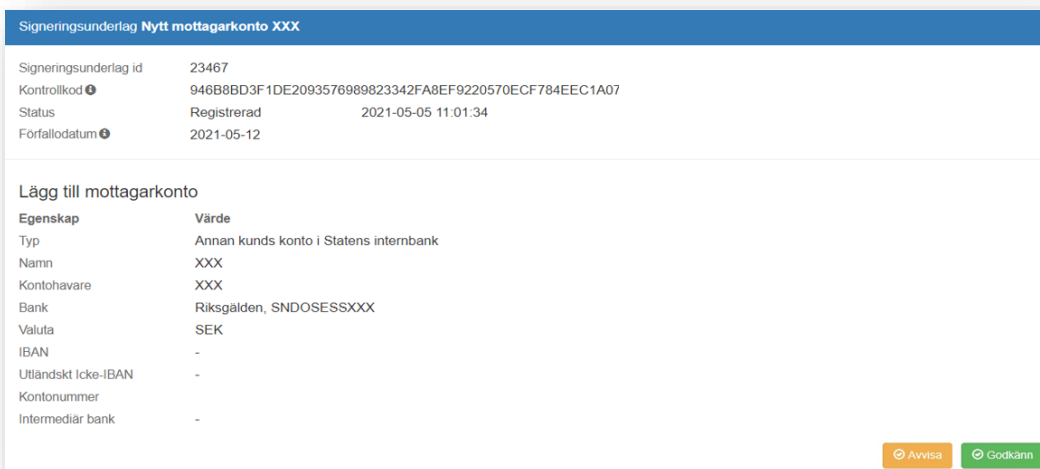 Signeringsunderlag Nytt mottagarkonto XXX
Signeringsunderlag id 23467
Kontrollkod 946B8BD3F1DE2093576989823342FA8EF9220570ECF784EEC1A07
Status Registrerad 2021-05-05 11:01:34
Förfallodatum 2021-05-12
Lägg till mottagarkonto
Egenskap Värde
Typ Annan kunds konto i Statens internbank
Namn XXX
Kontohavare XXX
Bank Riksgälden, SNDOSESSXXX
Valuta SEK
IBAN -
Utländskt Icke-IBAN -
Kontonummer
Intermediär bank -
Avvisa Godkänn